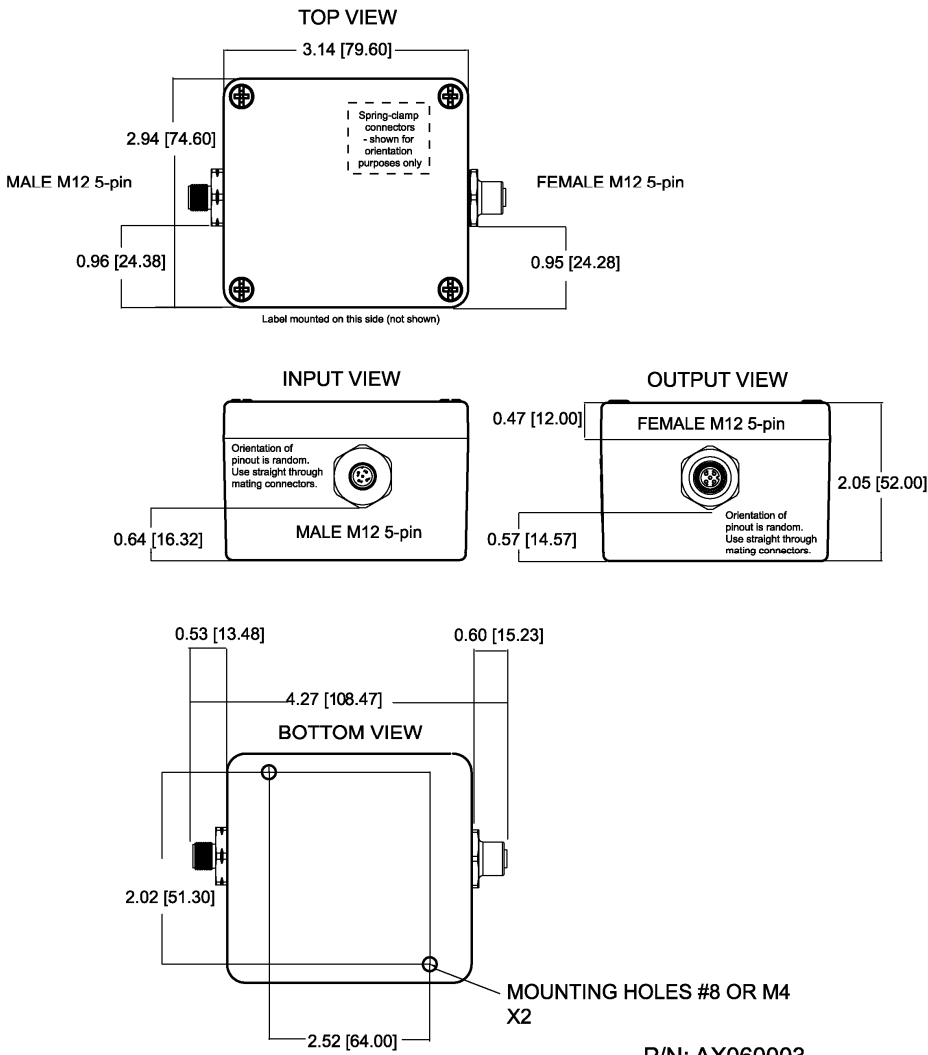 TOP VIEW
3.14 [79.60]
Spring-clamp
connectors
- shown for
orientation
purposes only
2.94 [74.60]
MALE M12 5-pin
FEMALE M12 5-pin
0.96 [24.38]
0.95 [24.28]
Label mounted on this side (not shown)
INPUT VIEW
Orientation of
pinout is random.
Use straight through
mating connectors.
0.64 [16.32]
MALE M12 5-pin
OUTPUT VIEW
0.47 [12.00]
FEMALE M12 5-pin
2.05 [52.00]
Orientation of
pinout is random.
Use straight through
mating connectors.
0.57 [14.57]
0.53 [13.48]
0.60 [15.23]
4.27 [108.47]
BOTTOM VIEW
2.02 [51.30]
MOUNTING HOLES #8 OR M4
X2
2.52 [64.00]
P/N: AX060003